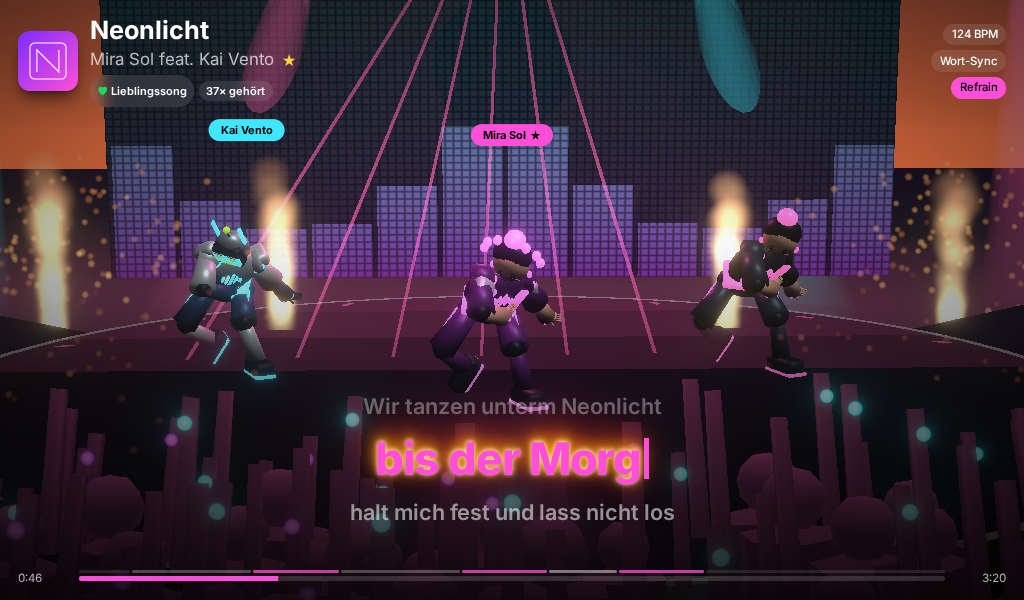 Neonlicht
Mira Sol feat. Kai Vento ★
Lieblingssong
37× gehört
124 BPM
Wort-Sync
Refrain
Kai Vento
Mira Sol ★
Wir tanzen unterm Neonlicht
bis der Morg
halt mich fest und lass nicht los
0:46
3:20